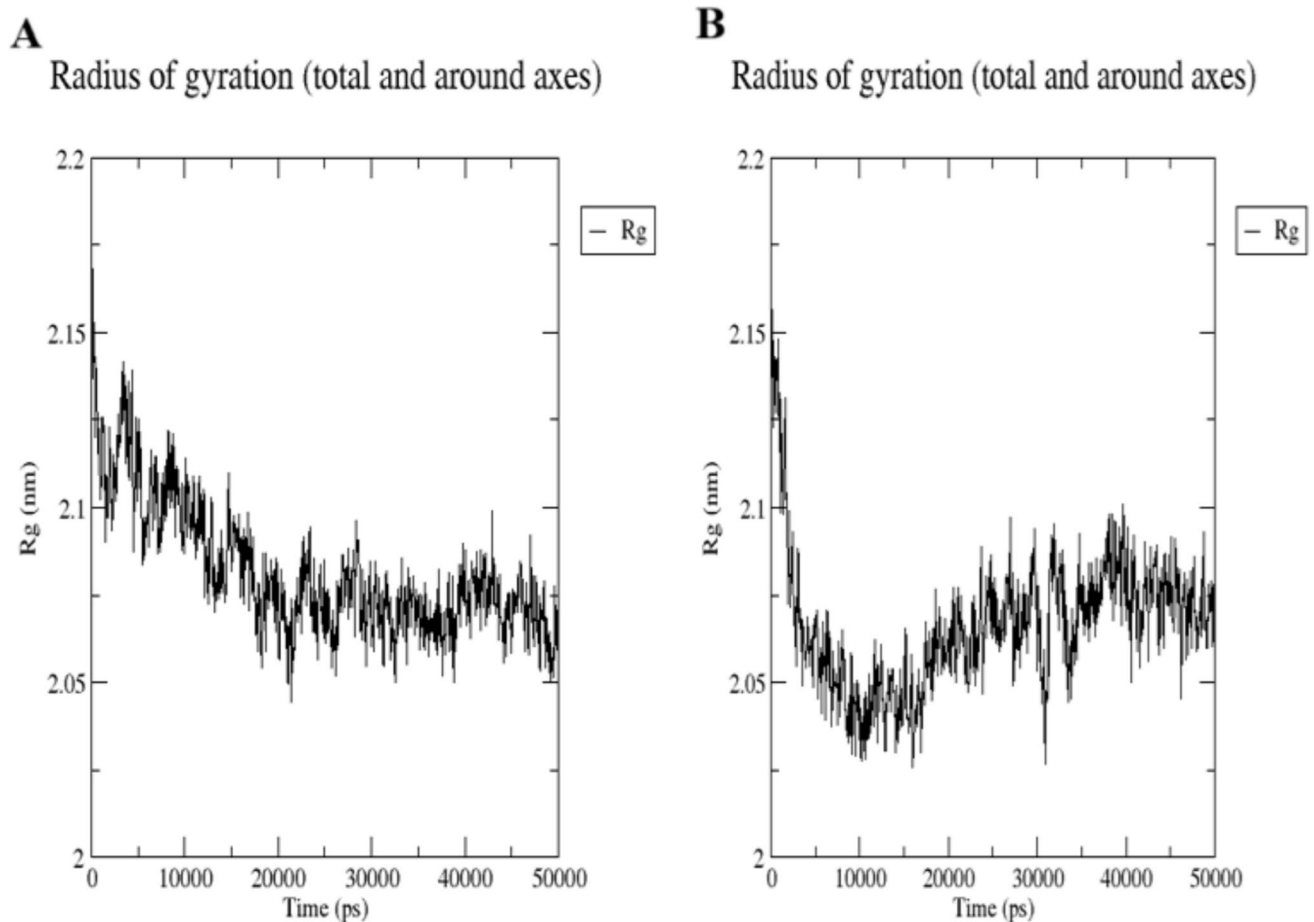 A
Radius of gyration (total and around axes)
2.2
2.15
2.1
2.05
2
Rg (nm)
0 10000 20000 30000 40000 50000
Time (ps)
Rg
B
Radius of gyration (total and around axes)
2.2
2.15
2.1
2.05
2
Rg (nm)
0 10000 20000 30000 40000 50000
Time (ps)
Rg